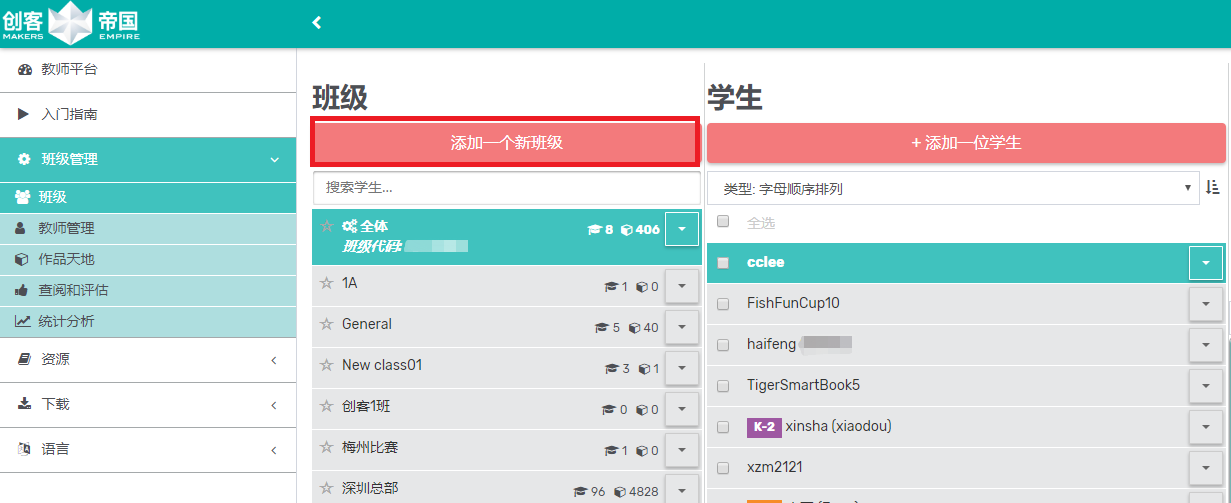 创客 帝国
MAKERS EMPIRE
教师平台
入门指南
班级管理
班级
教师管理
作品天地
查阅和评估
统计分析
资源
下载
语言
班级
添加一个新班级
搜索学生...
全体 8 406
班级代码:
1A 1 0
General 5 40
New class01 3 1
创客1班 0 0
梅州比赛 1 0
深圳总部 96 4828
学生
+ 添加一位学生
类型: 字母顺序排列
全选
cclee
FishFunCup10
haifeng
TigerSmartBook5
K-2 xinsha (xiaodou)
xzm2121